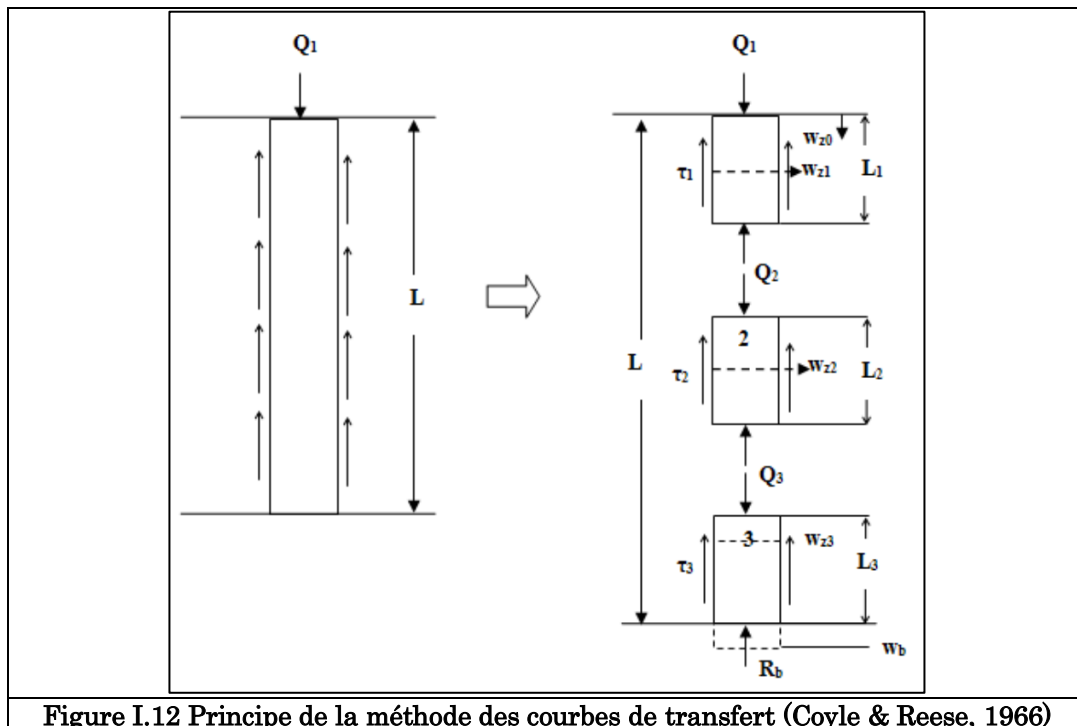 Q1
L
Q1
wz0
τ1
wz1
L1
Q2
L
2
τ2
wz2
L2
Q3
3
τ3
wz3
L3
wb
Rb
Figure I.12 Principe de la méthode des courbes de transfert (Coyle & Reese, 1966)